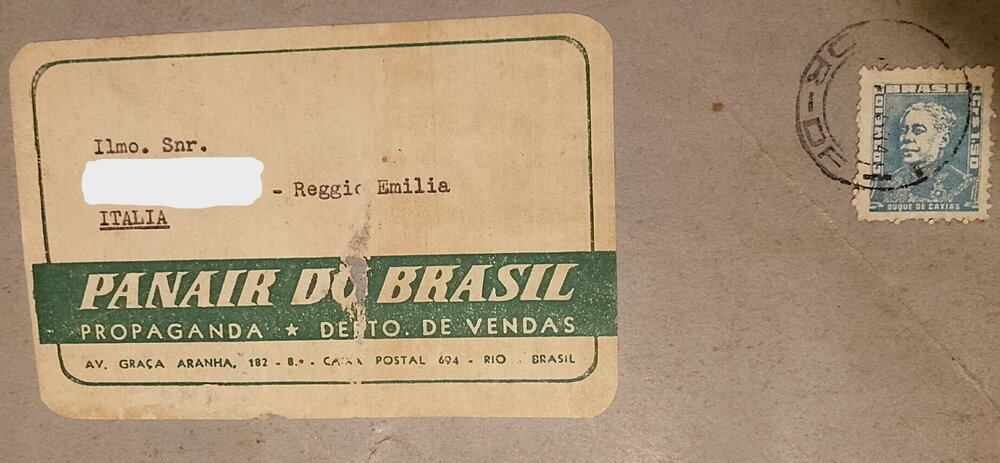 Ilmo. Snr.
- Reggio Emilia
ITALIA
PANAIR DO BRASIL
PROPAGANDA ★ DEPTO. DE VENDAS
AV. GRAÇA ARANHA, 182 - 8.º - CAIXA POSTAL 694 - RIO - BRASIL
BRASIL
CORREIO
DUQUE DE CAXIAS